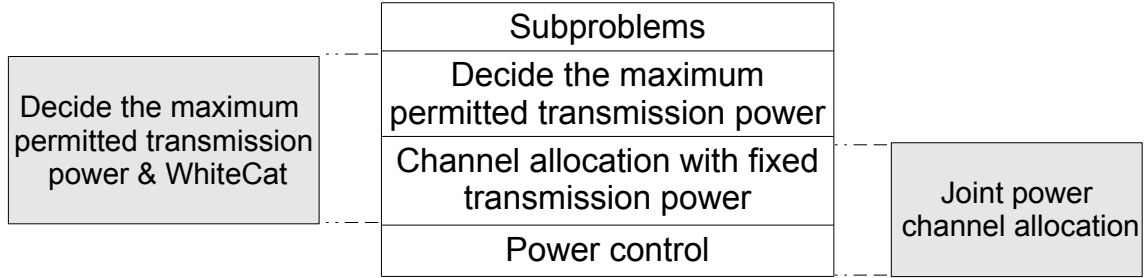 Subproblems
Decide the maximum
permitted transmission power
Channel allocation with fixed
transmission power
Power control
Decide the maximum
permitted transmission
power & WhiteCat
Joint power
channel allocation